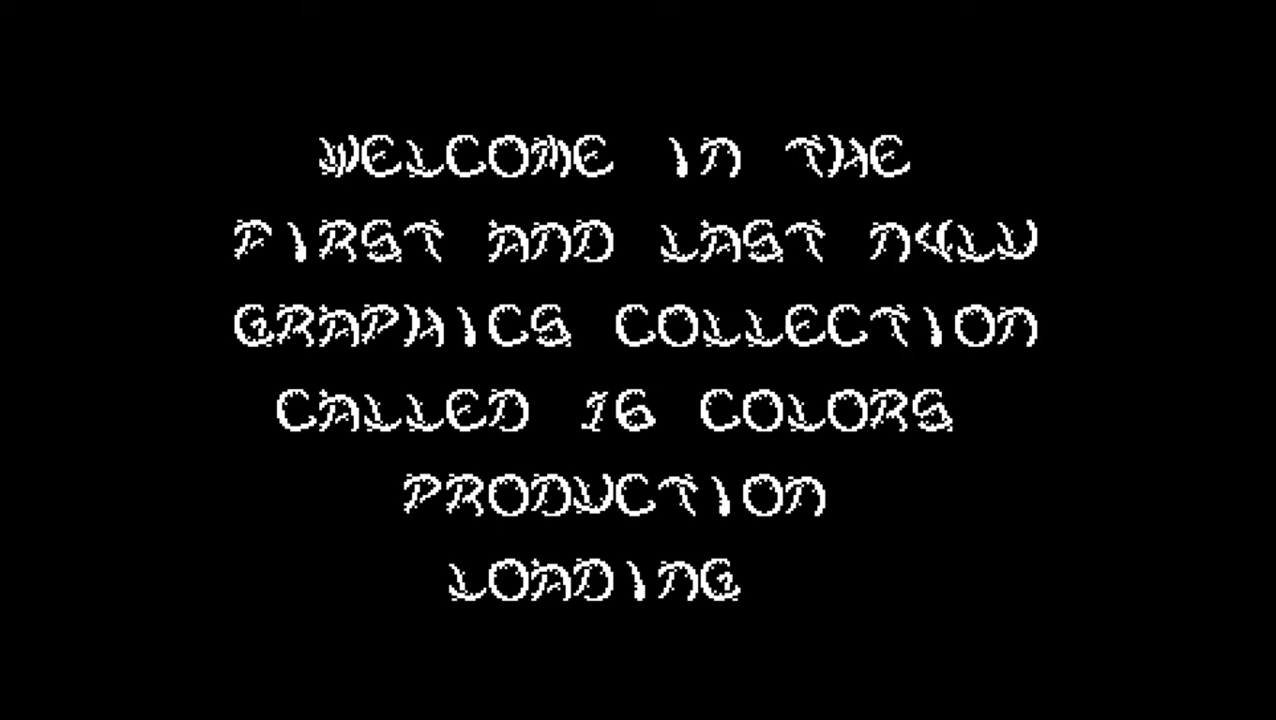 WELCOME IN THE
FIRST AND LAST
GRAPHICS COLLECTION
CALLED 16 COLORS
PRODUCTION
LOADING